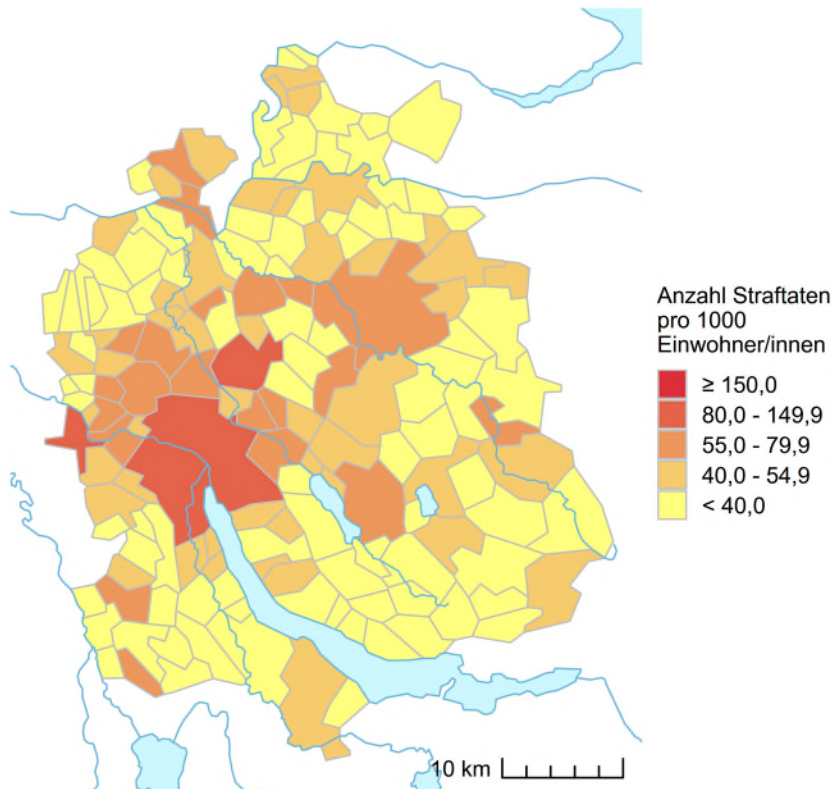 Anzahl Straftaten
pro 1000
Einwohner/innen
≥ 150,0
80,0 - 149,9
55,0 - 79,9
40,0 - 54,9
< 40,0
10 km